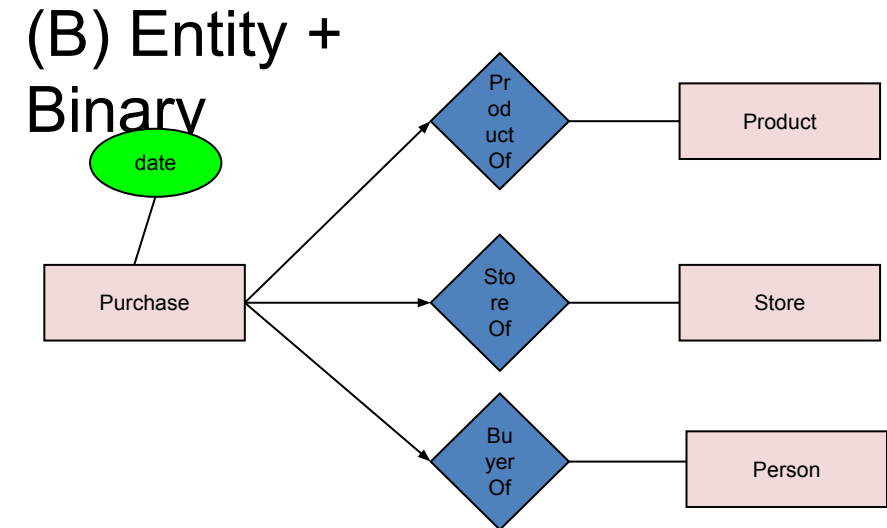 (B) Entity +
Binary
date
Pr
od
uct
Of
Product
Purchase
Sto
re
Of
Store
Bu
yer
Of
Person